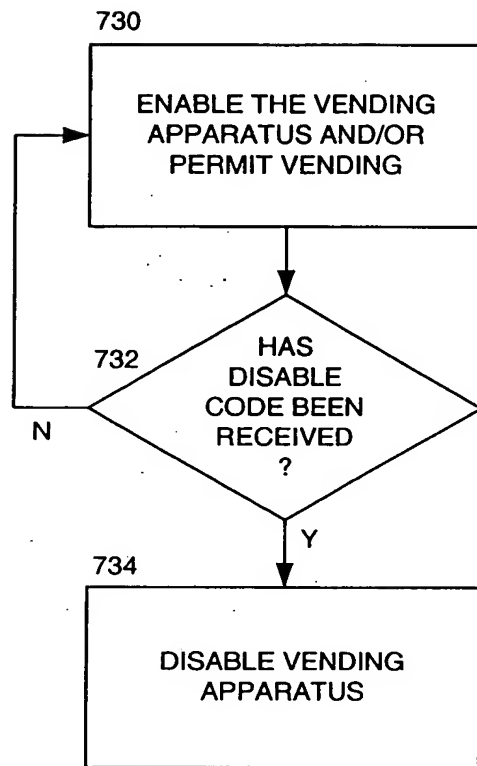 730
ENABLE THE VENDING
APPARATUS AND/OR
PERMIT VENDING
732
HAS
DISABLE
CODE BEEN
RECEIVED
?
N
Y
734
DISABLE VENDING
APPARATUS